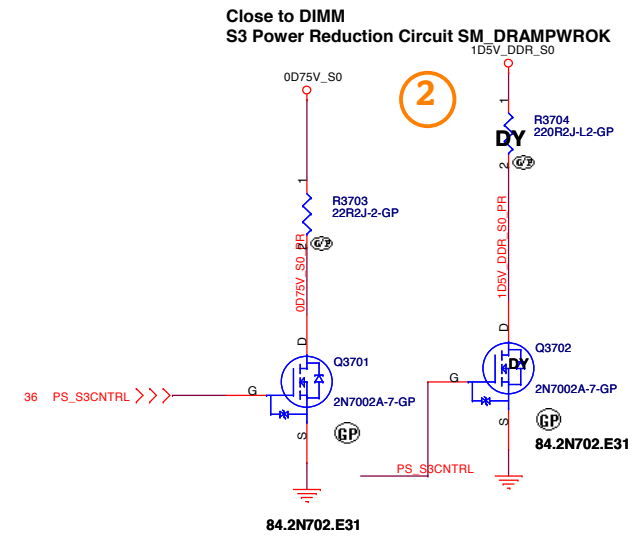 Close to DIMM
S3 Power Reduction Circuit SM_DRAMPWROK
1D5V_DDR_S0
0D75V_S0
2
1
R3704
220R2J-L2-GP
DY
2
G/P
1
R3703
22R2J-2-GP
2
G/P
0D75V_S0_PR
1D5V_DDR_S0_PR
D
D
Q3701
Q3702
DY
G
G
2N7002A-7-GP
2N7002A-7-GP
36 PS_S3CNTRL
S
S
GP
GP
84.2N702.E31
PS_S3CNTRL
84.2N702.E31